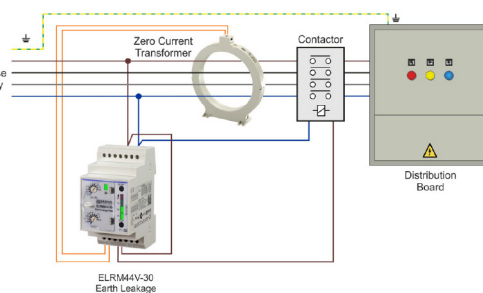 Zero Current
Transformer
Contactor
Distribution
Board
ELRM44V-30
Earth Leakage